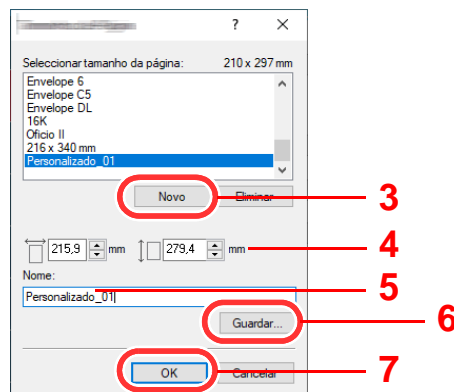 ? ×
Seleccionar tamanho da página: 210 x 297 mm
Envelope 6
Envelope C5
Envelope DL
16K
Oficio II
216 x 340 mm
Personalizado_01
Novo Eliminar 3
215,9 mm 279,4 mm 4
Nome: 5
Personalizado_01
Guardar... 6
OK Cancelar 7